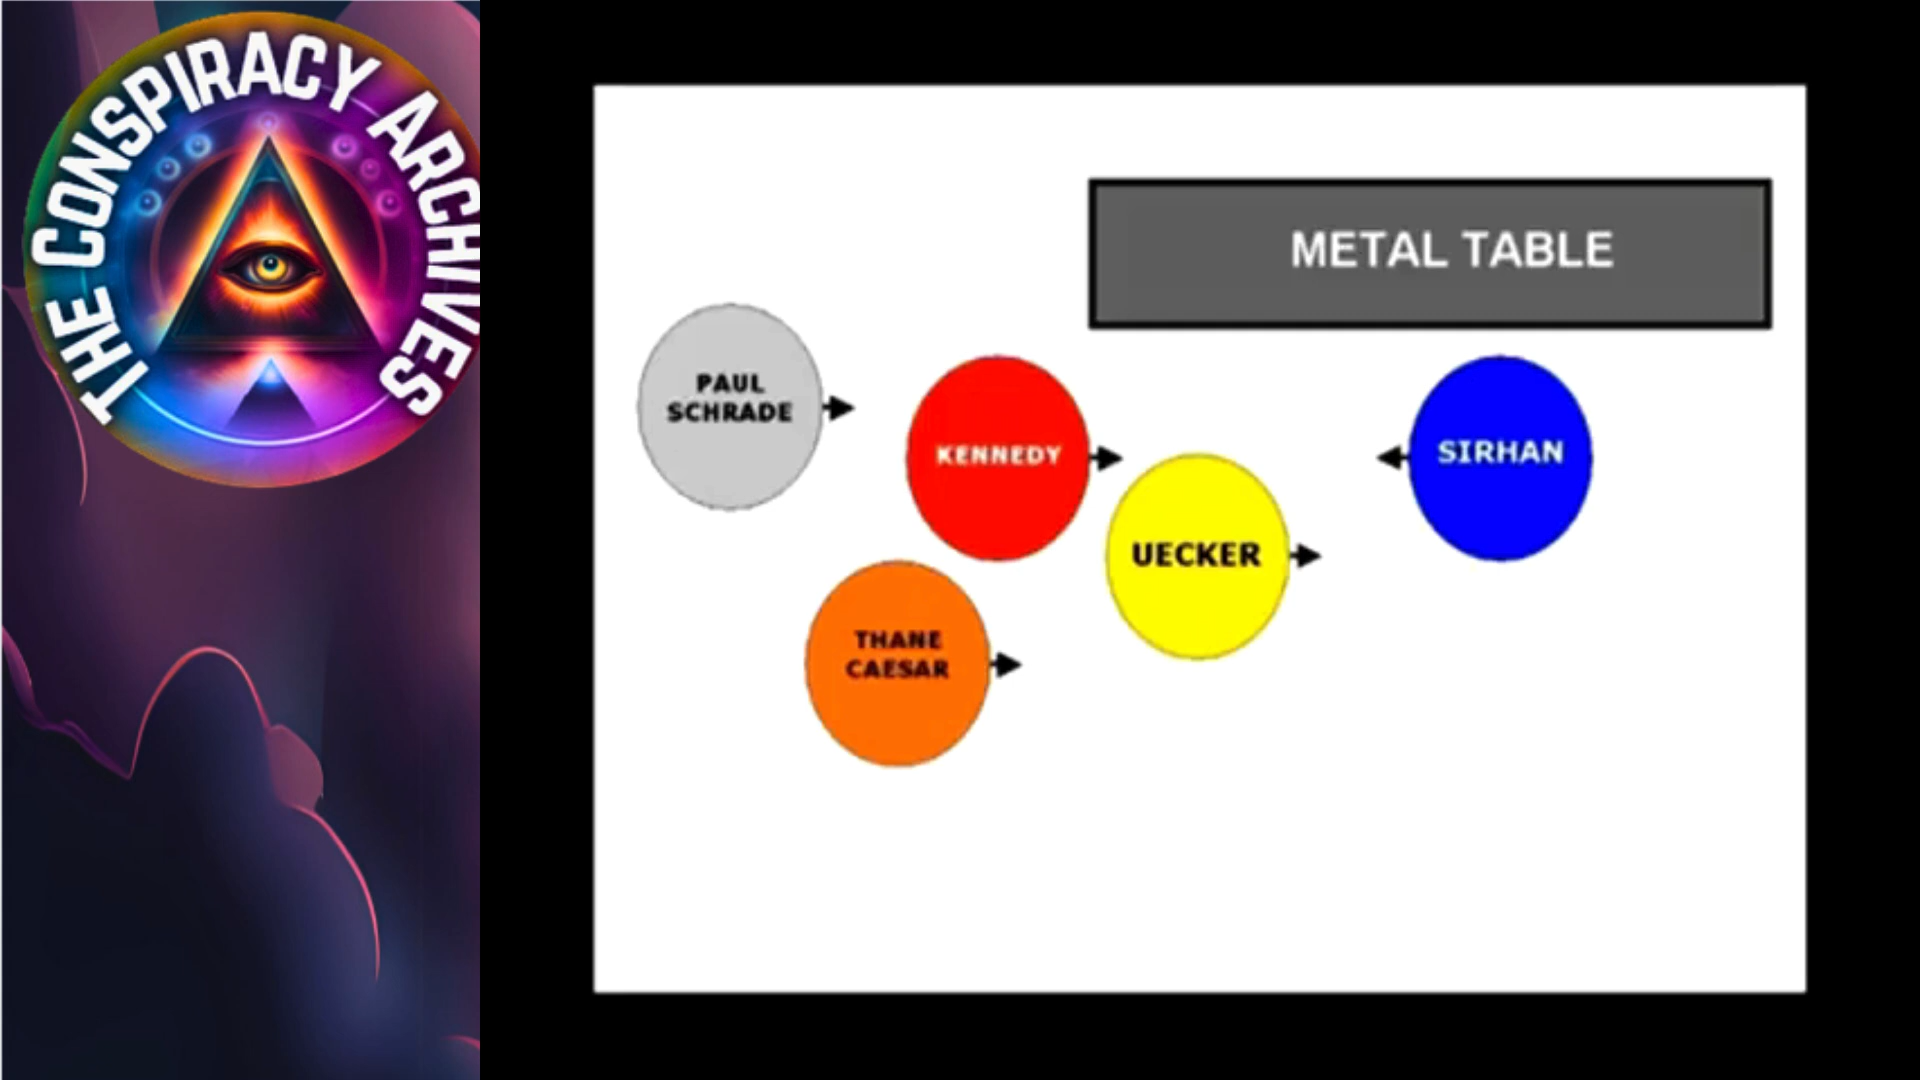 THE CONSPIRACY ARCHIVES
METAL TABLE
PAUL
SCHRADE
KENNEDY
SIRHAN
UECKER
THANE
CAESAR